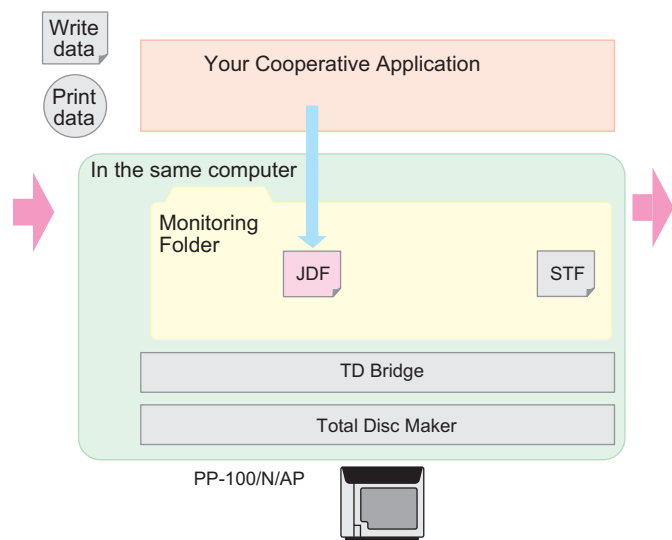 Write
data
Your Cooperative Application
Print
data
In the same computer
Monitoring
Folder
JDF
STF
TD Bridge
Total Disc Maker
PP-100/N/AP